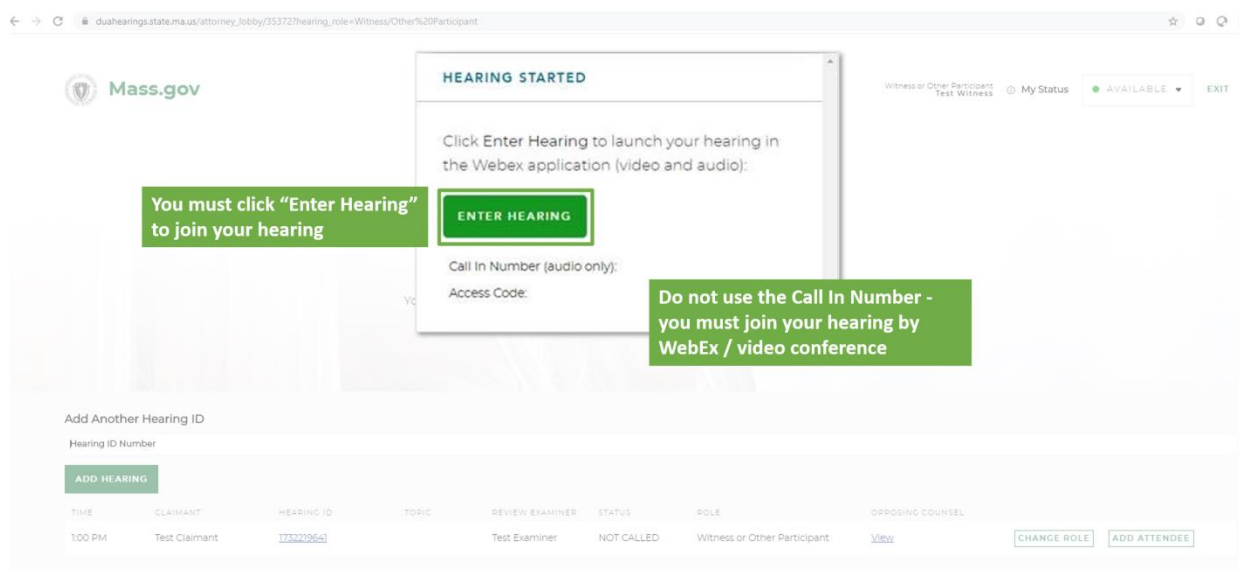 duahearings.state.ma.us/attorney_lobby/35372?hearing_role=Witness/Other%20Participant
Mass.gov
HEARING STARTED
Witness or Other Participant
Test Witness
My Status
AVAILABLE
EXIT
Click Enter Hearing to launch your hearing in
the Webex application (video and audio):
You must click “Enter Hearing”
to join your hearing
ENTER HEARING
Call In Number (audio only):
Access Code:
Do not use the Call In Number -
you must join your hearing by
WebEx / video conference
Add Another Hearing ID
Hearing ID Number
ADD HEARING
TIME CLAIMANT HEARING ID TOPIC REVIEW EXAMINER STATUS ROLE OPPOSING COUNSEL
1:00 PM Test Claimant 1732219641 Test Examiner NOT CALLED Witness or Other Participant View CHANGE ROLE ADD ATTENDEE